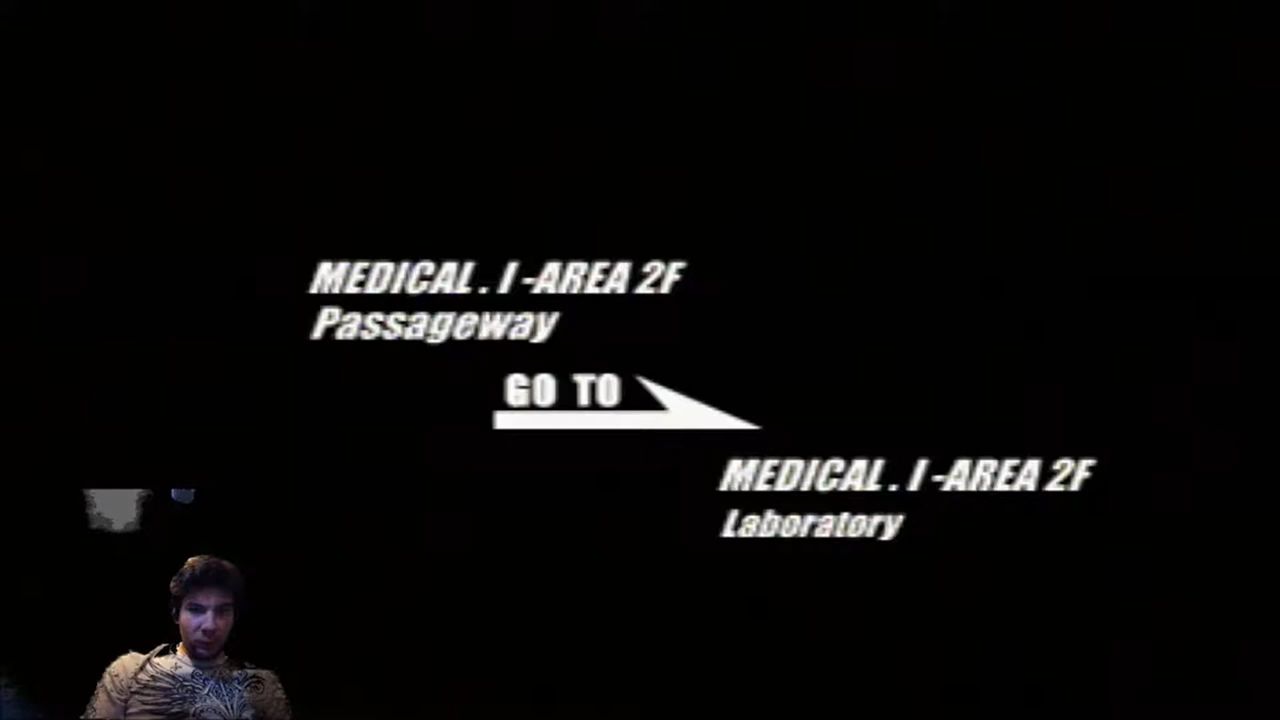 MEDICAL . I -AREA 2F
Passageway
GO TO
MEDICAL . I -AREA 2F
Laboratory